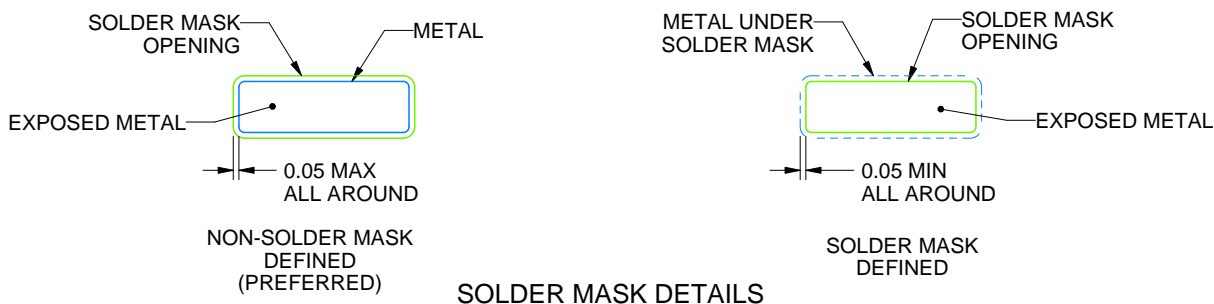 SOLDER MASK
OPENING
METAL
EXPOSED METAL
0.05 MAX
ALL AROUND
NON-SOLDER MASK
DEFINED
(PREFERRED)
METAL UNDER
SOLDER MASK
SOLDER MASK
OPENING
EXPOSED METAL
0.05 MIN
ALL AROUND
SOLDER MASK
DEFINED
SOLDER MASK DETAILS